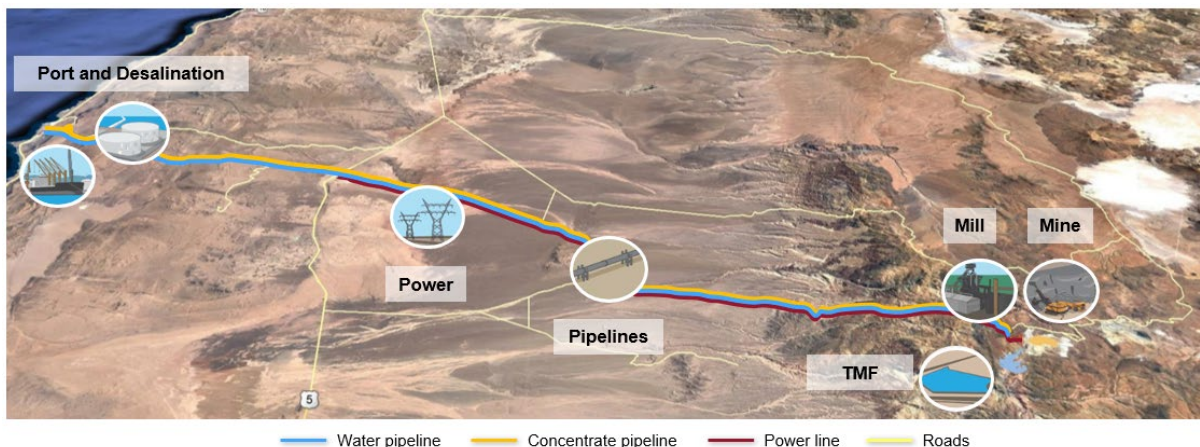 Port and Desalination
Mill
Mine
Power
Pipelines
TMF
5
Water pipeline
Concentrate pipeline
Power line
Roads